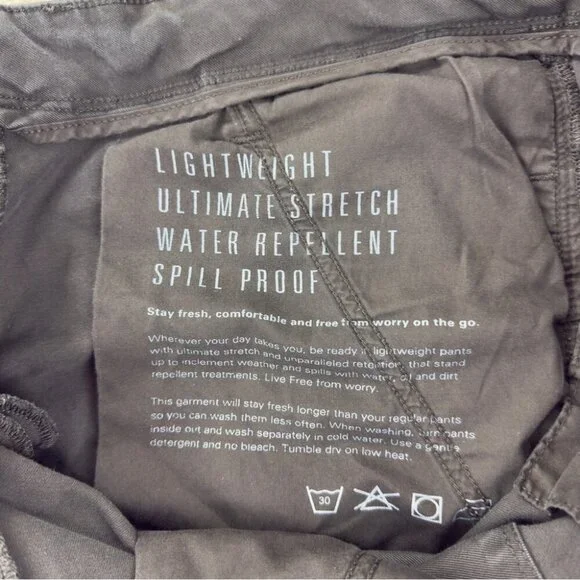 LIGHTWEIGHT
ULTIMATE STRETCH
WATER REPELLENT
SPILL PROOF
Stay fresh, comfortable and free from worry on the go.
Wherever your day takes you, be ready in lightweight pants
with ultimate stretch and unparalleled retention that stand
up to inclement weather and spills with water, oil and dirt
repellent treatments. Live Free from worry.
This garment will stay fresh longer than your regular pants
so you can wash them less often. When washing, turn pants
inside out and wash separately in cold water. Use a gentle
detergent and no bleach. Tumble dry on low heat.
30